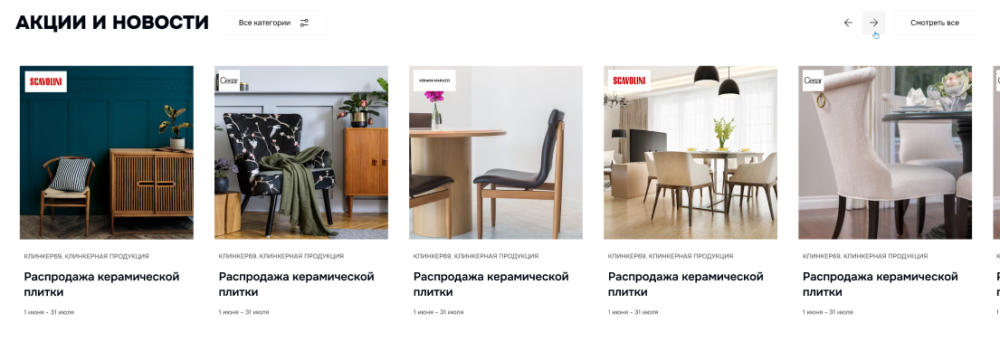 АКЦИИ И НОВОСТИ
Все категории
Смотреть все
SCAVOLINI
Cesar
KERAMA MARAZZI
SCAVOLINI
Cesar
КЛИНКЕР69. КЛИНКЕРНАЯ ПРОДУКЦИЯ
Распродажа керамической
плитки
1 июня - 31 июля
КЛИНКЕР69. КЛИНКЕРНАЯ ПРОДУКЦИЯ
Распродажа керамической
плитки
1 июня - 31 июля
КЛИНКЕР69. КЛИНКЕРНАЯ ПРОДУКЦИЯ
Распродажа керамической
плитки
1 июня - 31 июля
КЛИНКЕР69. КЛИНКЕРНАЯ ПРОДУКЦИЯ
Распродажа керамической
плитки
1 июня - 31 июля
КЛИНКЕР69. КЛИНКЕРНАЯ ПРОДУКЦИЯ
Распродажа керамической
плитки
1 июня - 31 июля